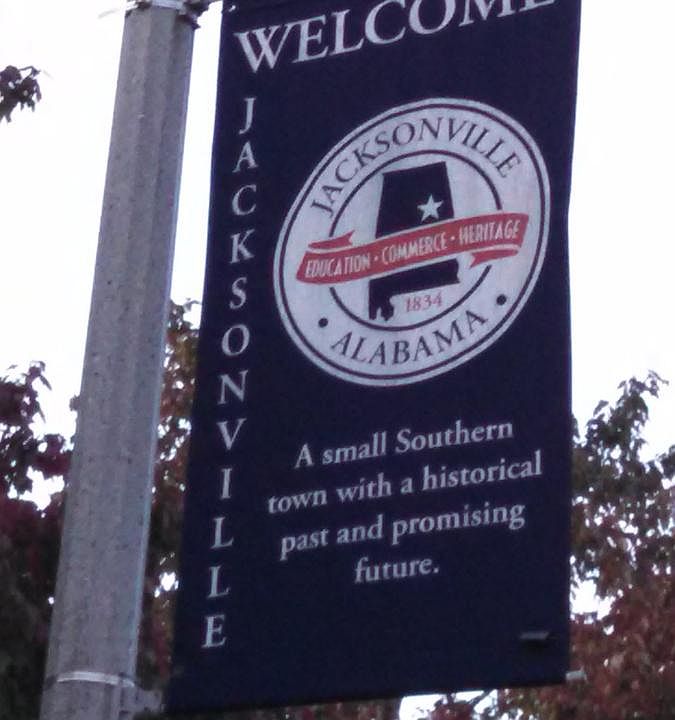 WELCOME
JACKSONVILLE
JACKSONVILLE
EDUCATION · COMMERCE · HERITAGE
1834
• ALABAMA •
A small Southern
town with a historical
past and promising
future.